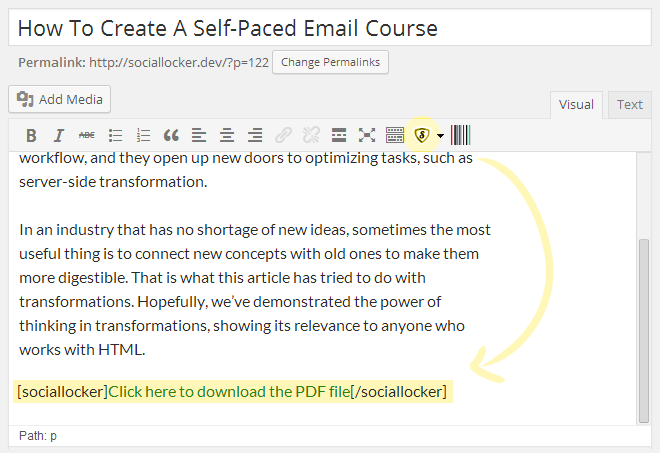 How To Create A Self-Paced Email Course
Permalink: http://sociallocker.dev/?p=122 Change Permalinks
Add Media
Visual Text
B I ABC
workflow, and they open up new doors to optimizing tasks, such as
server-side transformation.
In an industry that has no shortage of new ideas, sometimes the most
useful thing is to connect new concepts with old ones to make them
more digestible. That is what this article has tried to do with
transformations. Hopefully, we’ve demonstrated the power of
thinking in transformations, showing its relevance to anyone who
works with HTML.
[sociallocker]Click here to download the PDF file[/sociallocker]
Path: p